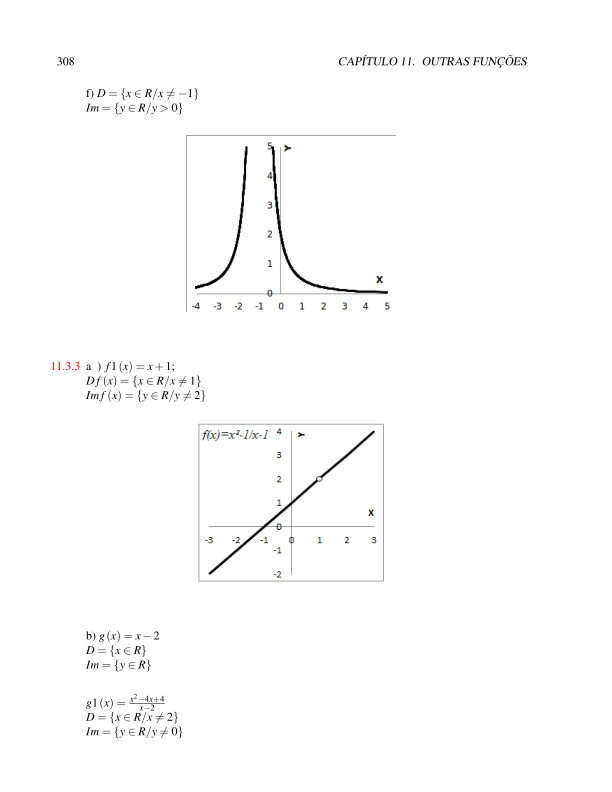 308 CAPÍTULO 11. OUTRAS FUNÇÕES
f) D = {x ∈ R/x ≠ −1}
Im = {y ∈ R/y > 0}
5 Y
4
3
2
1
X
0
-4 -3 -2 -1 0 1 2 3 4 5
11.3.3 a ) f1(x) = x+1;
Df(x) = {x ∈ R/x ≠ 1}
Imf(x) = {y ∈ R/y ≠ 2}
f(x)=x²-1/x-1 4 Y
3
2
1
X
0
-3 -2 -1 0 1 2 3
-1
-2
b) g(x) = x − 2
D = {x ∈ R}
Im = {y ∈ R}
g1(x) = x²−4x+4/x−2
D = {x ∈ R/x ≠ 2}
Im = {y ∈ R/y ≠ 0}